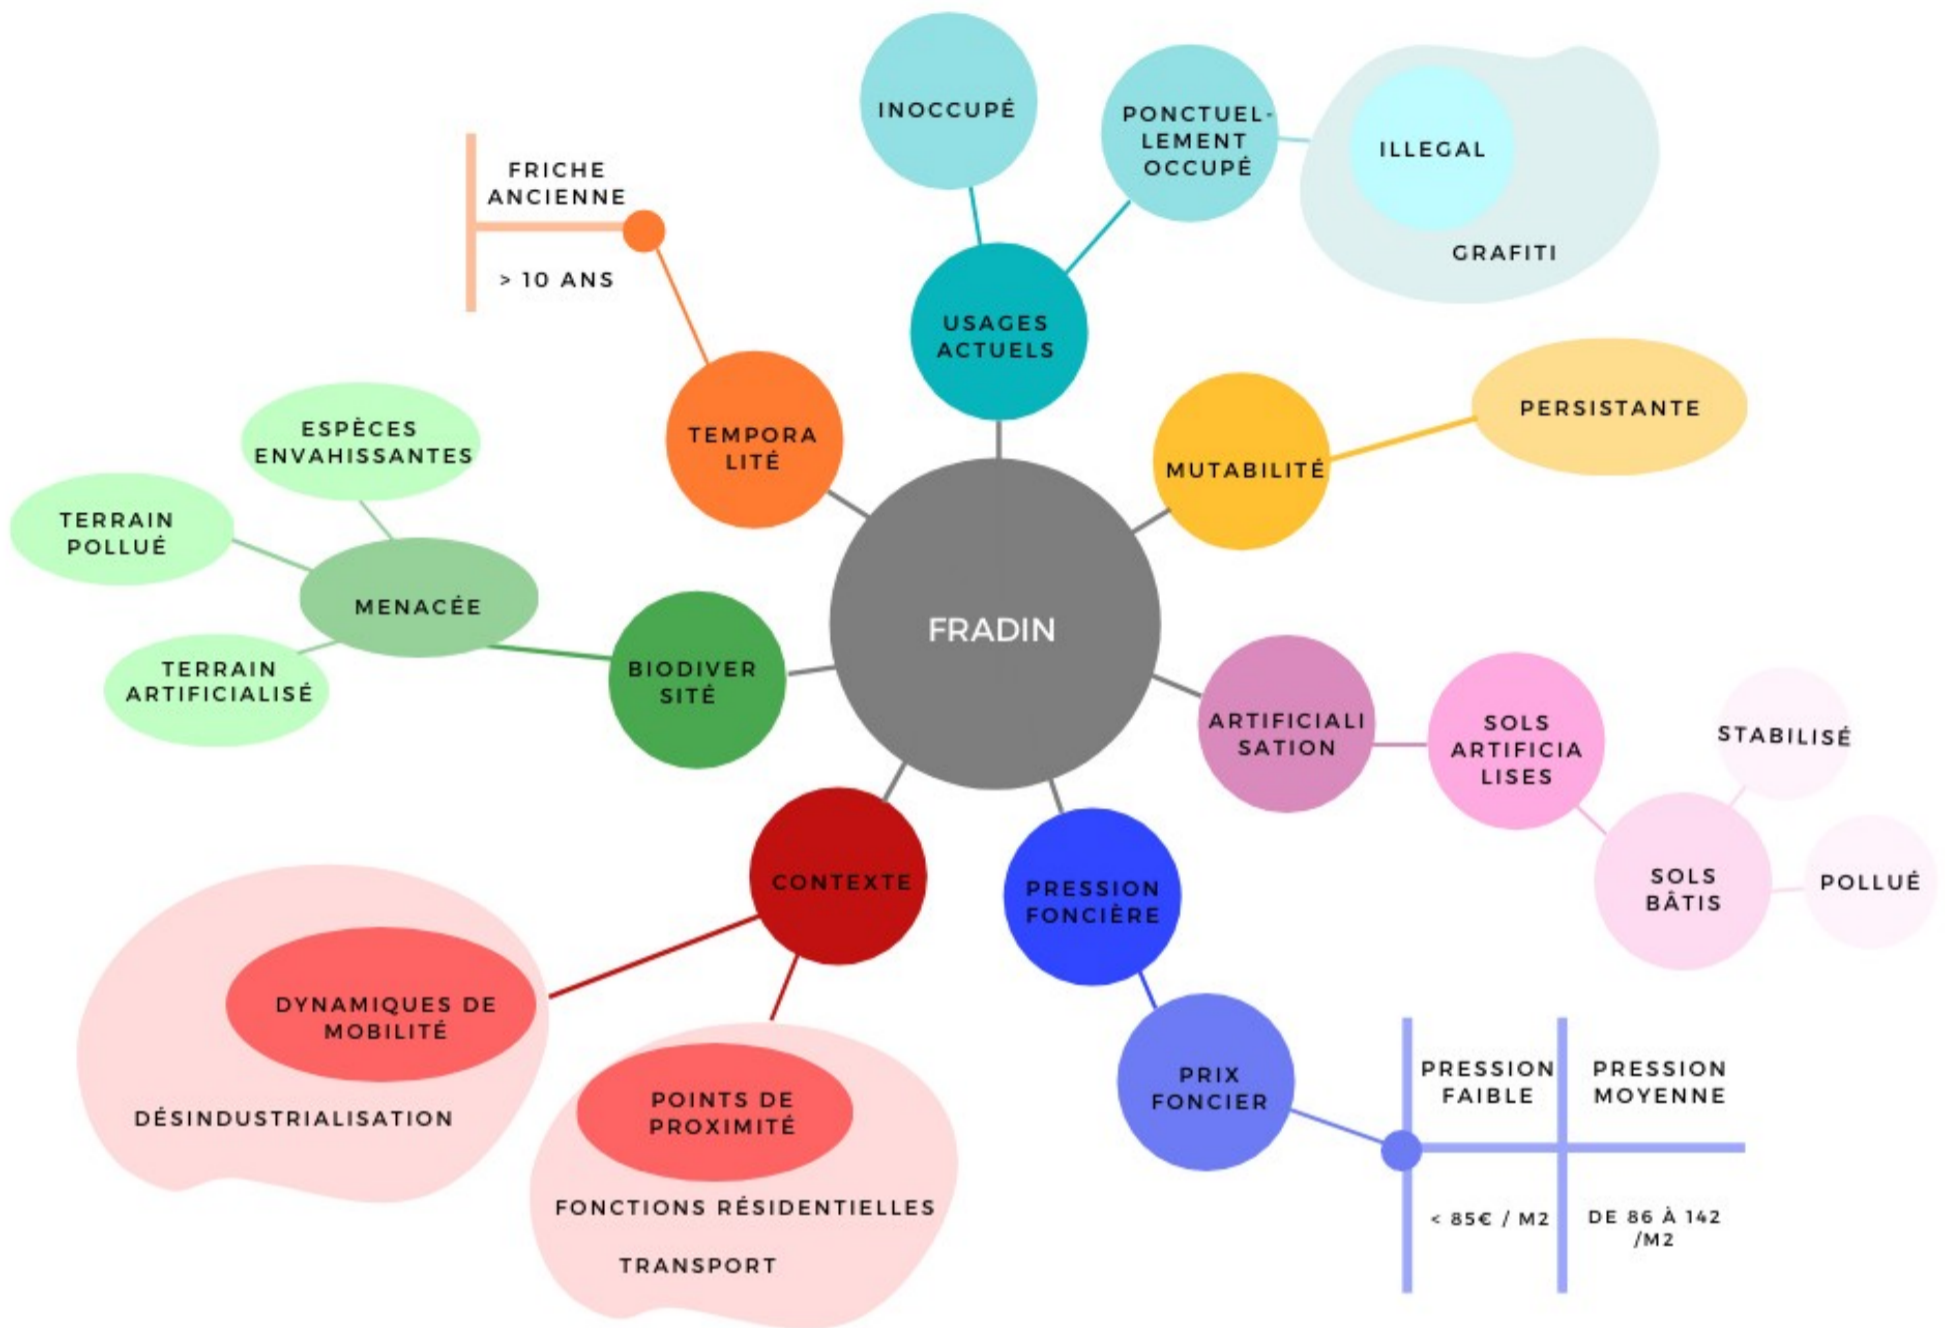 INOCCUPÉ
PONCTUEL-
LEMENT
OCCUPÉ
ILLEGAL
GRAFITI
USAGES
ACTUELS
FRICHE
ANCIENNE
> 10 ANS
TEMPORA
LITÉ
MUTABILITÉ
PERSISTANTE
ESPÈCES
ENVAHISSANTES
TERRAIN
POLLUÉ
MENACÉE
TERRAIN
ARTIFICIALISÉ
BIODIVER
SITÉ
FRADIN
ARTIFICIALI
SATION
SOLS
ARTIFICIA
LISES
STABILISÉ
SOLS
BÂTIS
POLLUÉ
CONTEXTE
DYNAMIQUES DE
MOBILITÉ
DÉSINDUSTRIALISATION
POINTS DE
PROXIMITÉ
FONCTIONS RÉSIDENTIELLES
TRANSPORT
PRESSION
FONCIÈRE
PRIX
FONCIER
PRESSION
FAIBLE
PRESSION
MOYENNE
< 85€ / M2
DE 86 À 142
/M2